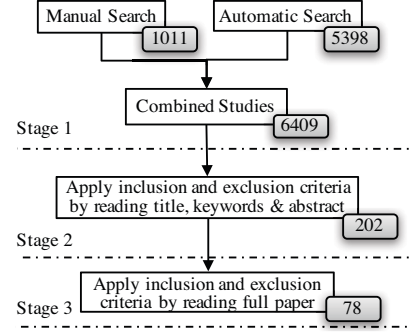 Manual Search
1011
Automatic Search
5398
Combined Studies
6409
Stage 1
Apply inclusion and exclusion criteria
by reading title, keywords & abstract
202
Stage 2
Apply inclusion and exclusion
criteria by reading full paper
78
Stage 3